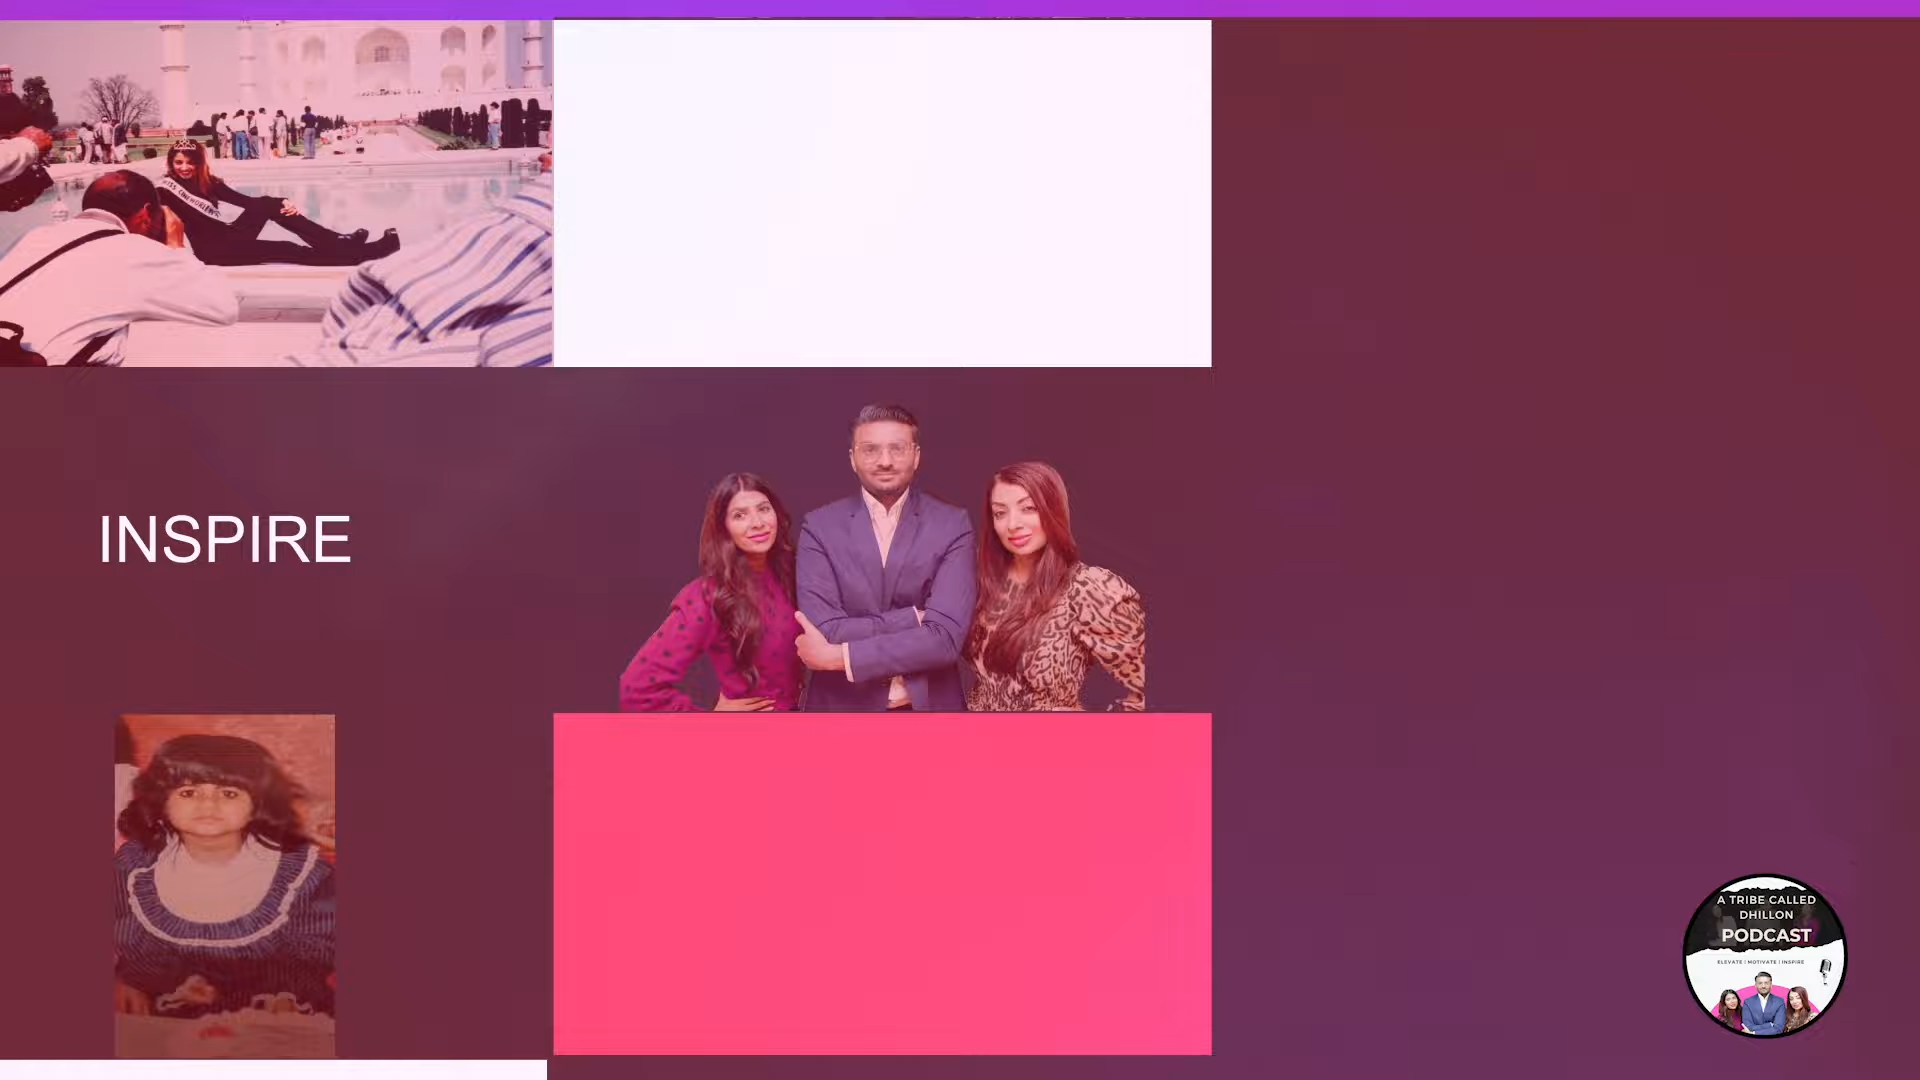 INSPIRE
A TRIBE CALLED
DHILLON
PODCAST
ELEVATE | MOTIVATE | INSPIRE